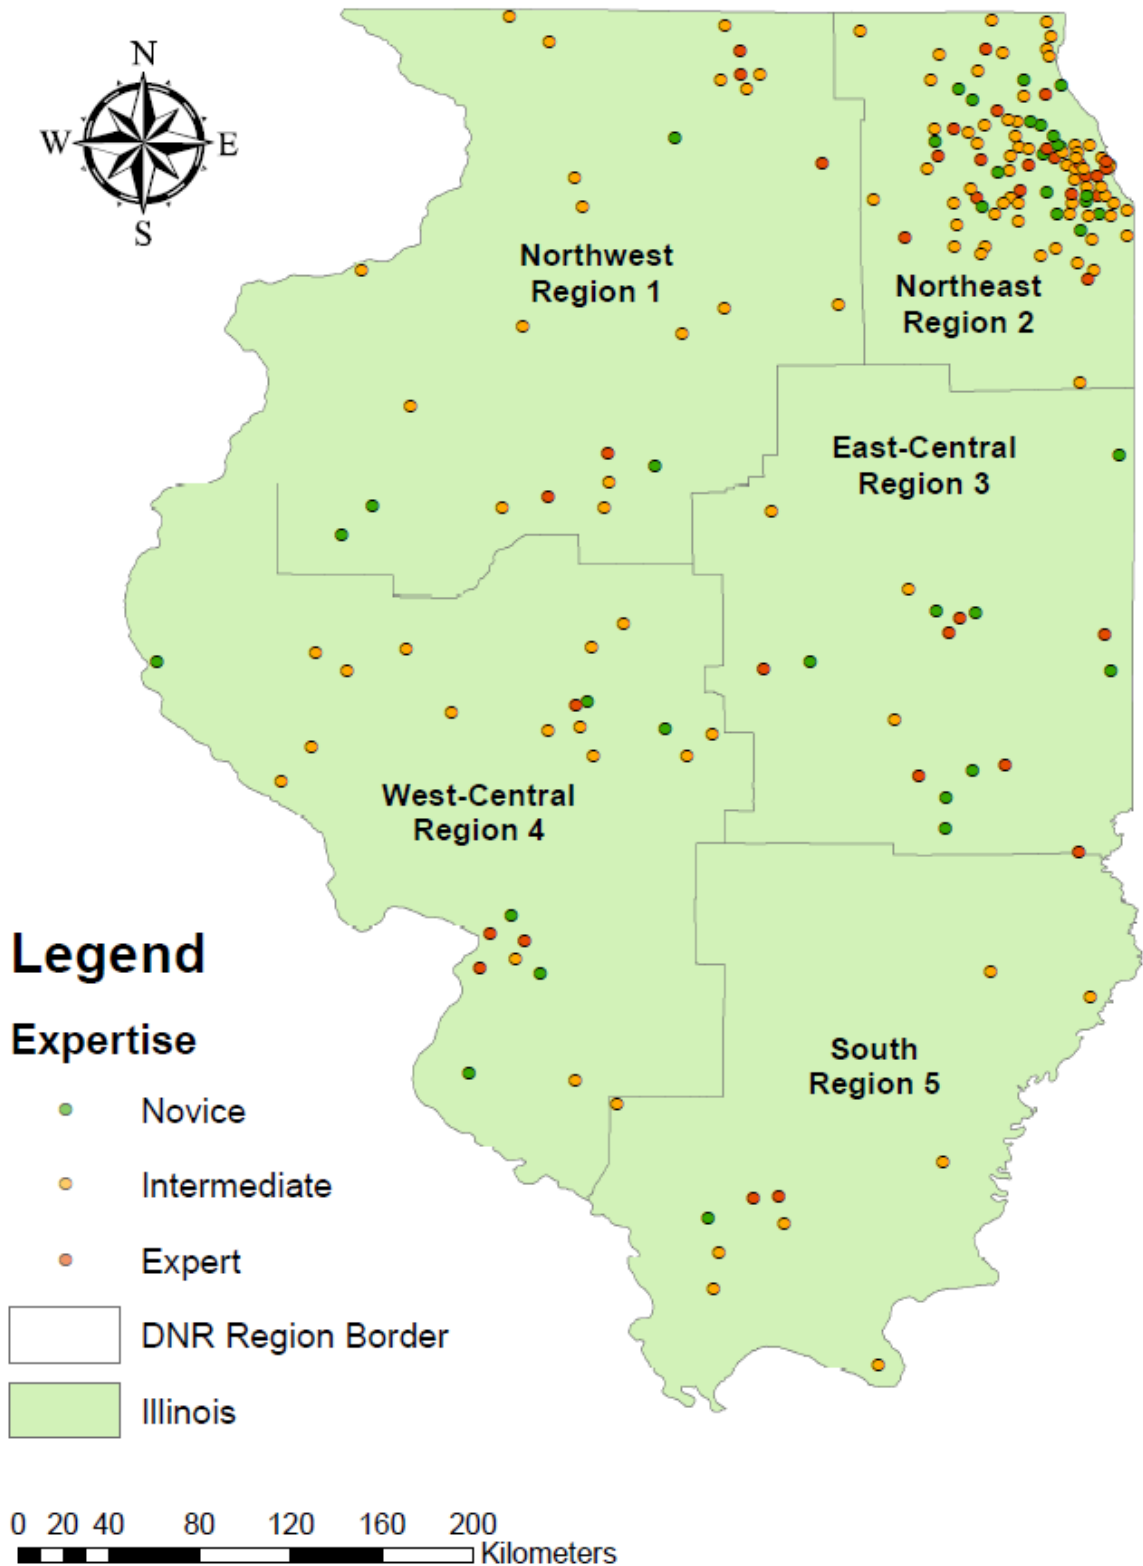 N
W E
S
Northwest
Region 1
Northeast
Region 2
East-Central
Region 3
West-Central
Region 4
South
Region 5
Legend
Expertise
Novice
Intermediate
Expert
DNR Region Border
Illinois
0 20 40 80 120 160 200
Kilometers